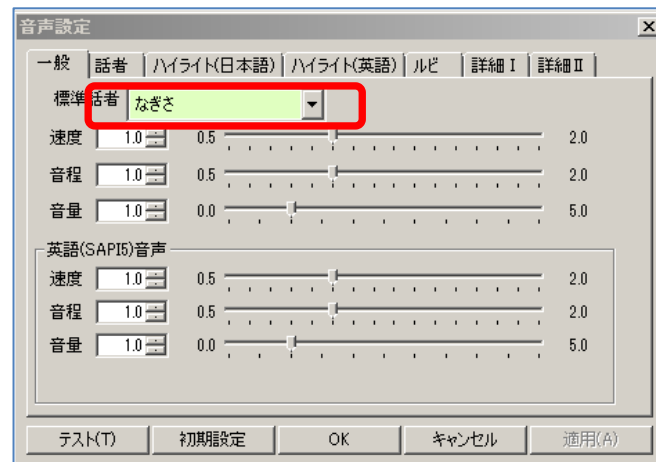 音声設定
一般 話者 ハイライト(日本語) ハイライト(英語) ルビ 詳細Ⅰ 詳細Ⅱ
標準話者 なぎさ
速度 1.0 0.5 2.0
音程 1.0 0.5 2.0
音量 1.0 0.0 5.0
英語(SAPI5)音声
速度 1.0 0.5 2.0
音程 1.0 0.5 2.0
音量 1.0 0.0 5.0
テスト(T) 初期設定 OK キャンセル 適用(A)